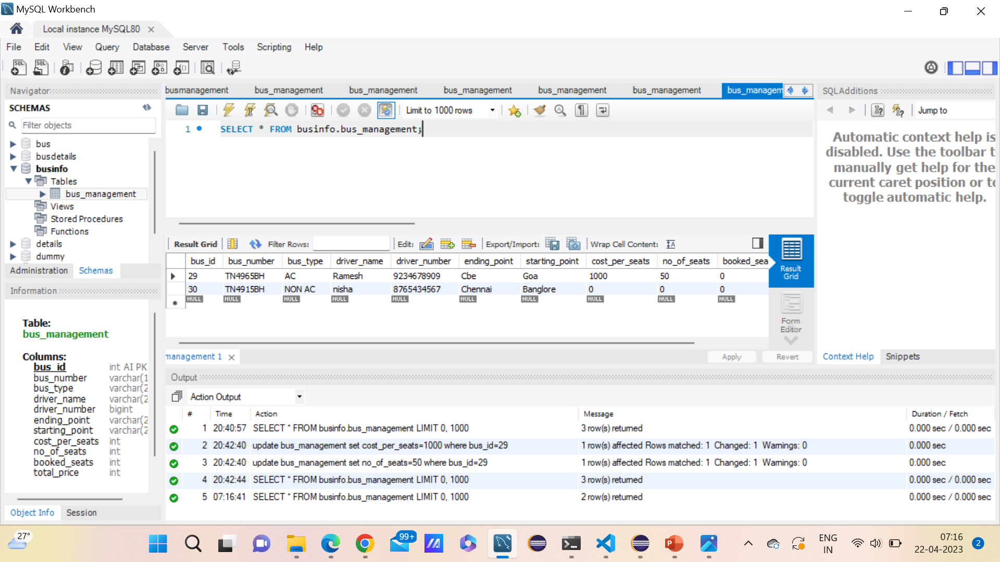 MySQL Workbench
Local instance MySQL80
File Edit View Query Database Server Tools Scripting Help
Navigator
SCHEMAS
Filter objects
bus
busdetails
businfo
Tables
bus_management
Views
Stored Procedures
Functions
details
dummy
Administration Schemas
Information
Table:
bus_management
Columns:
bus_id int AI PK
bus_number varchar(1
bus_type varchar(2
driver_name varchar(2
driver_number bigint
ending_point varchar(2
starting_point varchar(2
cost_per_seats int
no_of_seats int
booked_seats int
total_price int
Object Info Session
busmanagement bus_management bus_management bus_management bus_management bus_management bus_managem
Limit to 1000 rows
1 SELECT * FROM businfo.bus_management;
Result Grid Filter Rows: Edit: Export/Import: Wrap Cell Content:
bus_id bus_number bus_type driver_name driver_number ending_point starting_point cost_per_seats no_of_seats booked_sea
29 TN4965BH AC Ramesh 9234678909 Cbe Goa 1000 50 0
30 TN4915BH NON AC nisha 8765434567 Chennai Banglore 0 0 0
NULL NULL NULL NULL NULL NULL NULL NULL NULL NULL
Result
Grid
Form
Editor
management 1
Apply Revert
SQLAdditions
Jump to
Automatic context help is
disabled. Use the toolbar t
manually get help for the
current caret position or to
toggle automatic help.
Context Help Snippets
Output
Action Output
# Time Action Message Duration / Fetch
1 20:40:57 SELECT * FROM businfo.bus_management LIMIT 0, 1000 3 row(s) returned 0.000 sec / 0.000 sec
2 20:42:40 update bus_management set cost_per_seats=1000 where bus_id=29 1 row(s) affected Rows matched: 1 Changed: 1 Warnings: 0 0.000 sec
3 20:42:40 update bus_management set no_of_seats=50 where bus_id=29 1 row(s) affected Rows matched: 1 Changed: 1 Warnings: 0 0.000 sec
4 20:42:44 SELECT * FROM businfo.bus_management LIMIT 0, 1000 3 row(s) returned 0.000 sec / 0.000 sec
5 07:16:41 SELECT * FROM businfo.bus_management LIMIT 0, 1000 2 row(s) returned 0.000 sec / 0.000 sec
27°
99+
ENG
IN
07:16
22-04-2023
2